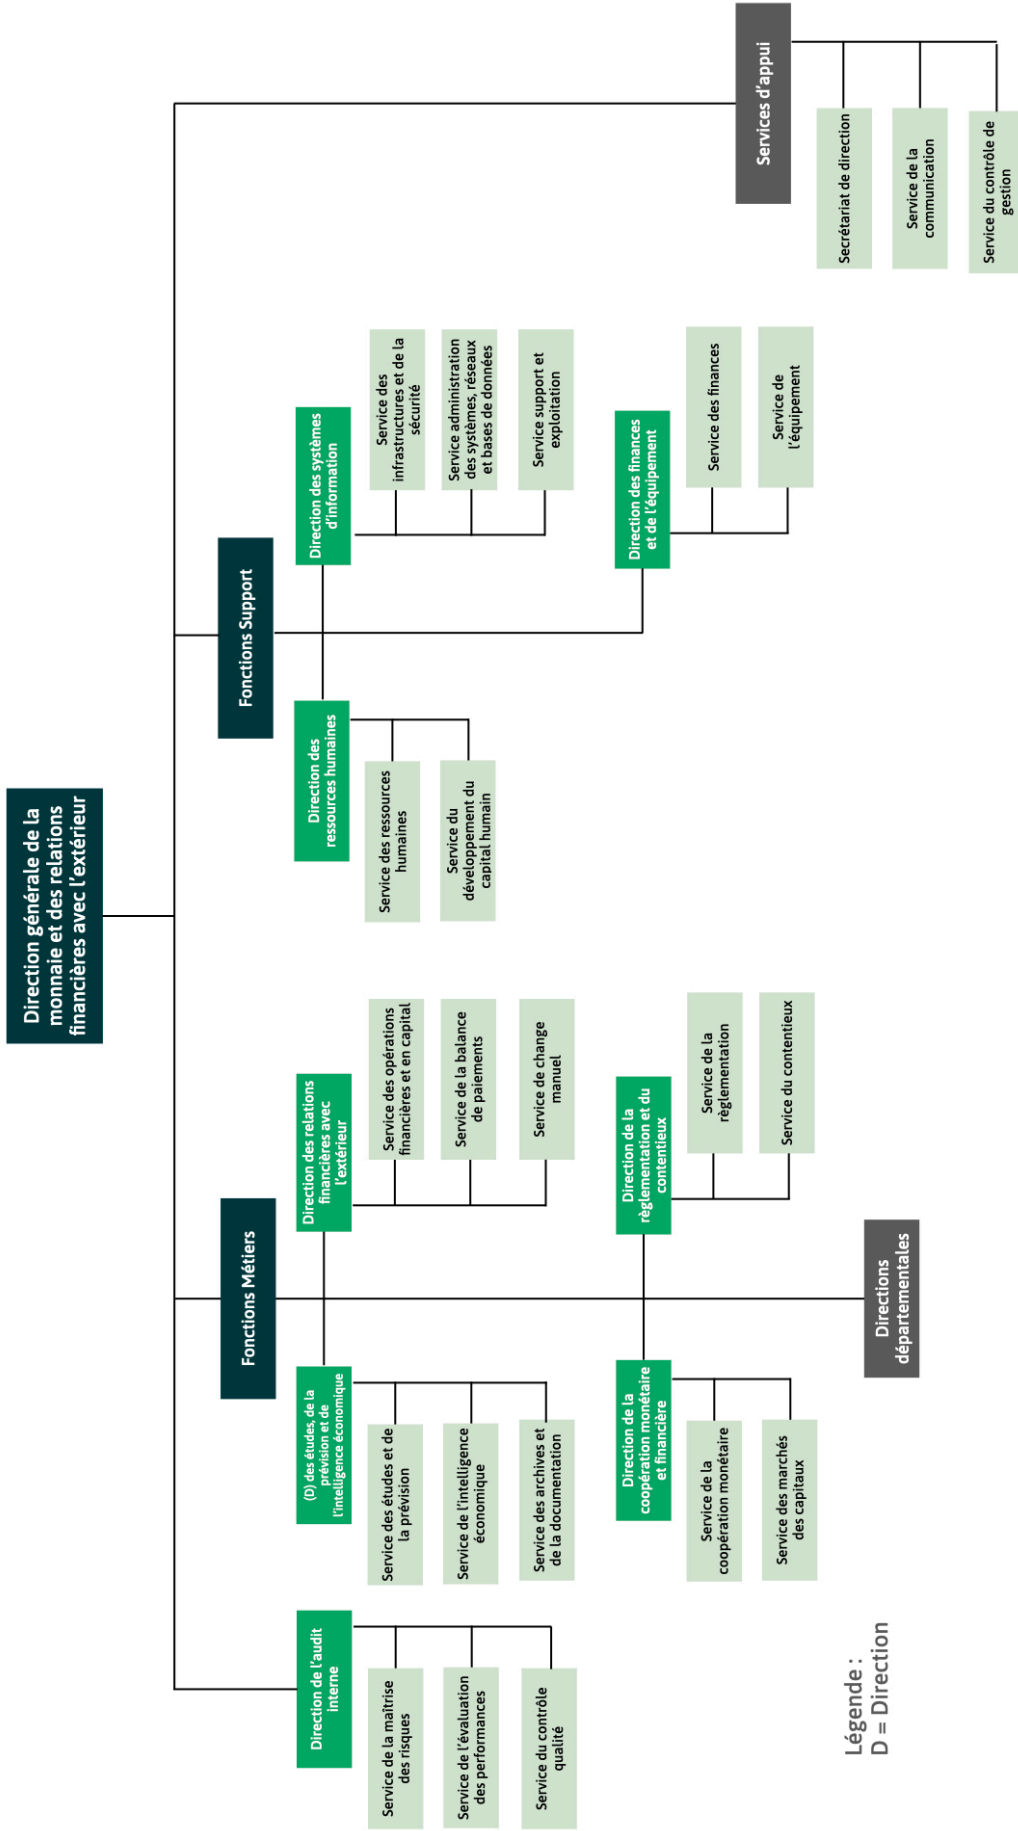 Direction générale de la
monnaie et des relations
financières avec l'extérieur
Direction de l'audit
interne
Service de la maîtrise
des risques
Service de l'évaluation
des performances
Service du contrôle
qualité
Fonctions Métiers
(D) des études, de la
prévision et de
l'intelligence économique
Service des études et de
la prévision
Service de l'intelligence
économique
Service des archives et
de la documentation
Direction des relations
financières avec
l'extérieur
Service des opérations
financières et en capital
Service de la balance
de paiements
Service de change
manuel
Direction de la
coopération monétaire
et financière
Service de la
coopération monétaire
Service des marchés
des capitaux
Direction de la
règlementation et du
contentieux
Service de la
règlementation
Service du contentieux
Directions
départementales
Fonctions Support
Direction des
ressources humaines
Service des ressources
humaines
Service du
développement du
capital humain
Direction des systèmes
d'information
Service des
infrastructures et de la
sécurité
Service administration
des systèmes, réseaux
et bases de données
Service support et
exploitation
Direction des finances
et de l'équipement
Service des finances
Service de
l'équipement
Services d'appui
Secrétariat de direction
Service de la
communication
Service du contrôle de
gestion
Légende :
D = Direction